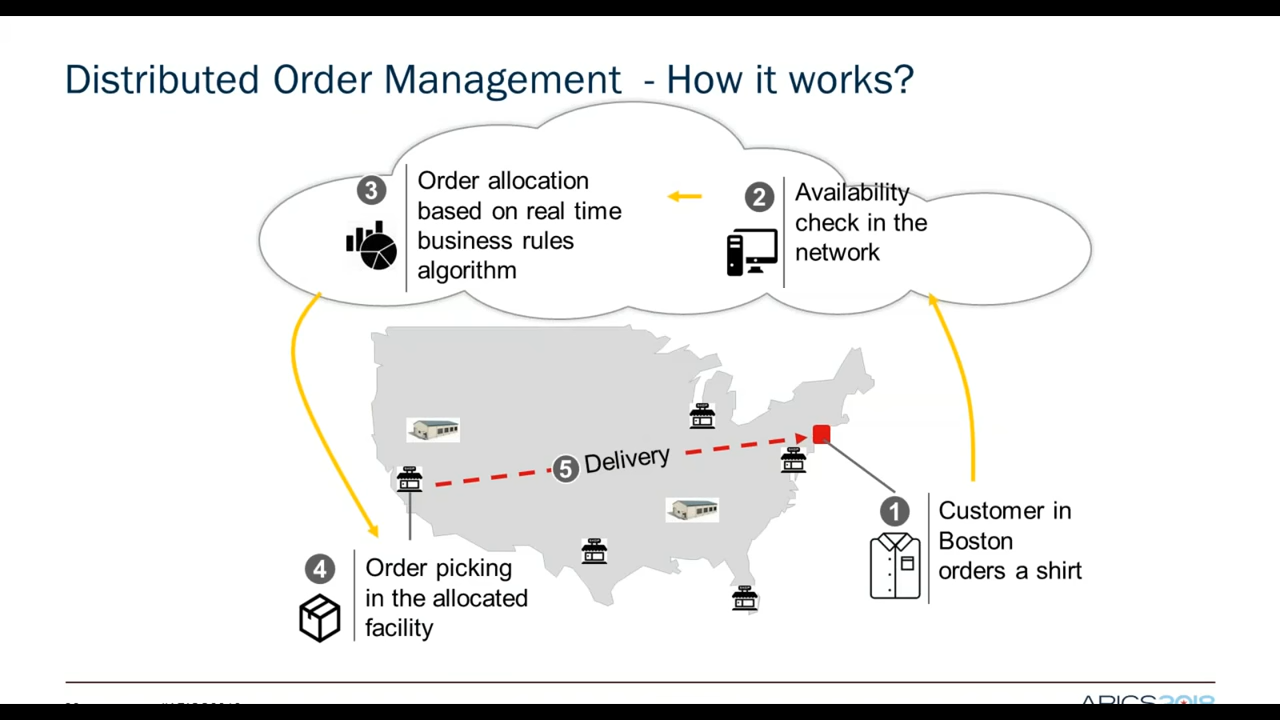 Distributed Order Management - How it works?
3
Order allocation
based on real time
business rules
algorithm
2
Availability
check in the
network
5 Delivery
1
Customer in
Boston
orders a shirt
4
Order picking
in the allocated
facility
APICS2018